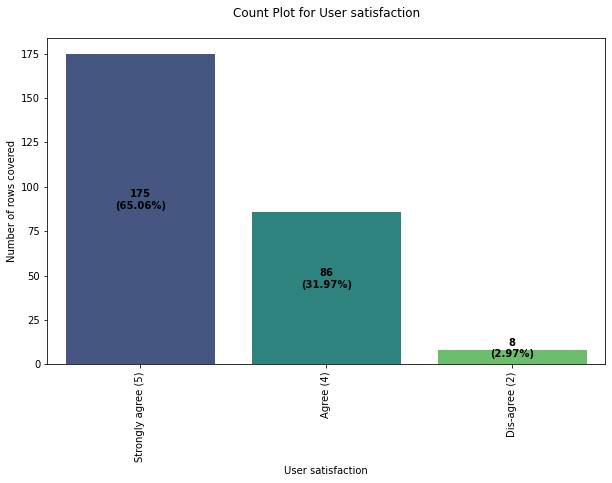 Count Plot for User satisfaction
175
150
125
100
75
50
25
0
Number of rows covered
175
(65.06%)
86
(31.97%)
8
(2.97%)
Strongly agree (5)
Agree (4)
Dis-agree (2)
User satisfaction